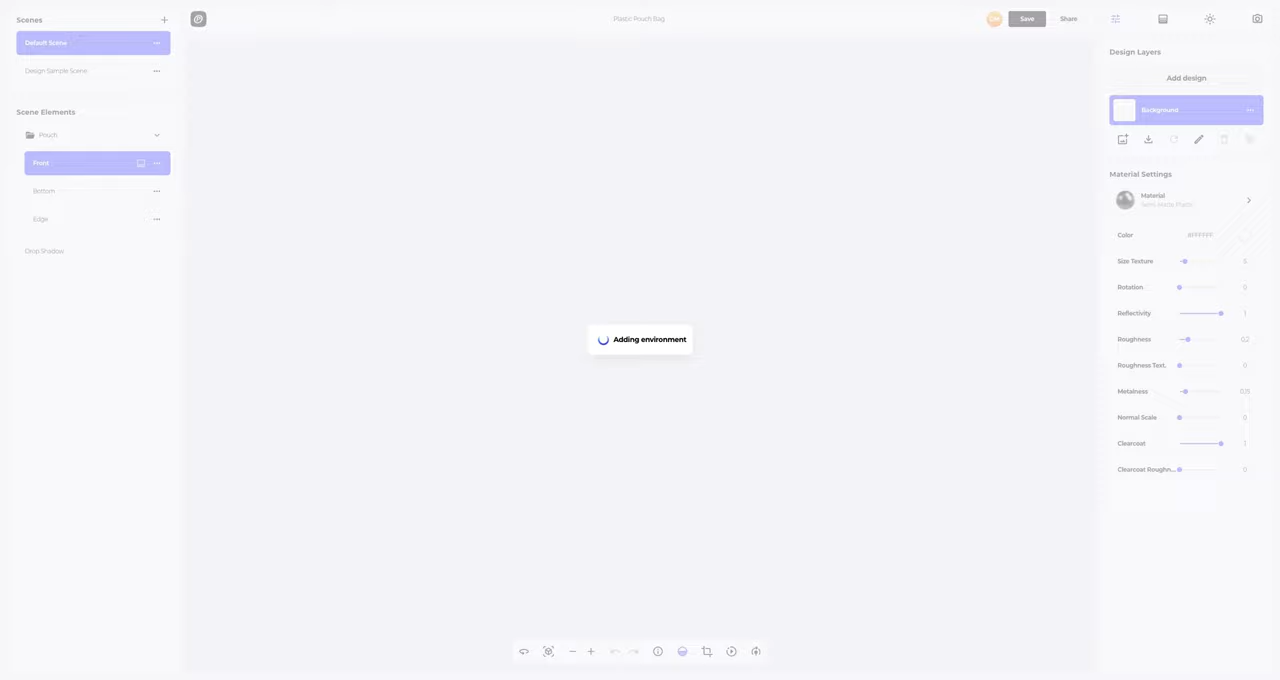 Scenes
Default Scene
Design Sample Scene
Scene Elements
Pouch
Front
Bottom
Edge
Drop Shadow
Plastic Pouch Bag
Save
Share
Adding environment
Design Layers
Add design
Background
Material Settings
Material
Semi Matte Plastic
Color #FFFFFF
Size Texture 5
Rotation 0
Reflectivity 1
Roughness 0.2
Roughness Text. 0
Metalness
Normal Scale 0
Clearcoat 1
Clearcoat Roughn... 0